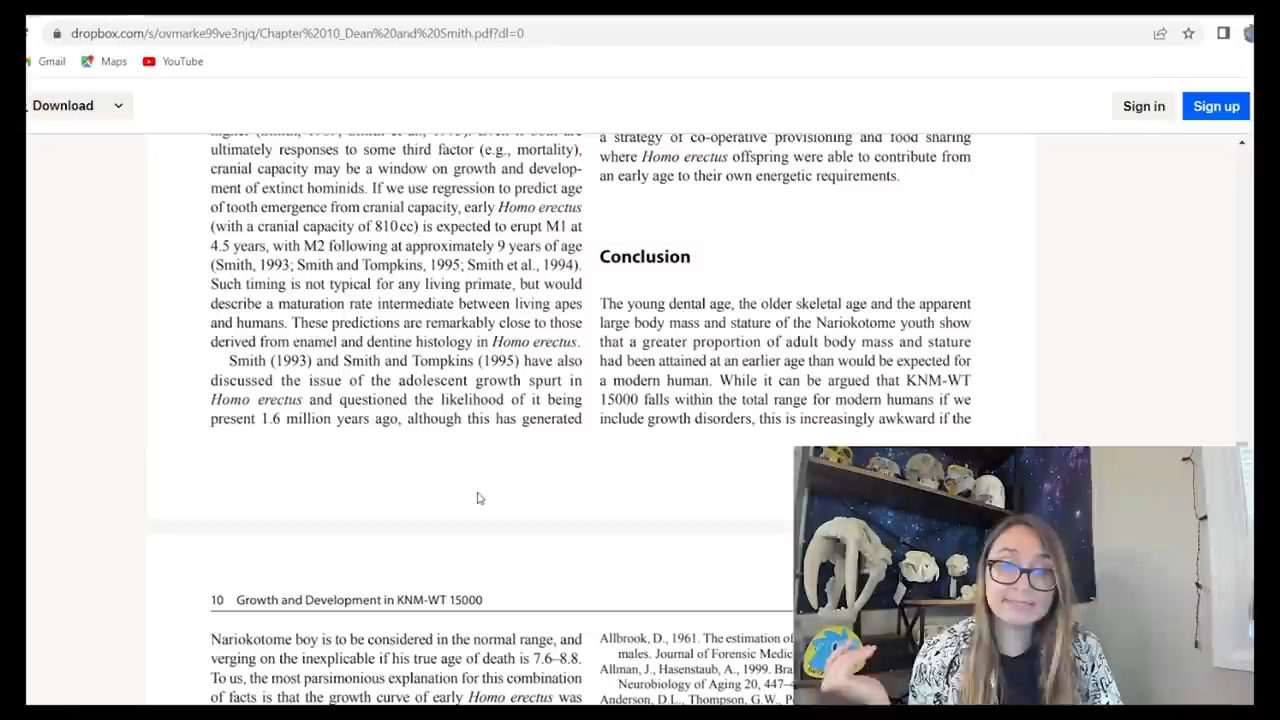 dropbox.com/s/ovmarke99ve3njq/Chapter%2010_Dean%20and%20Smith.pdf?dl=0
Gmail Maps YouTube
Download
Sign in Sign up
ultimately responses to some third factor (e.g., mortality),
cranial capacity may be a window on growth and develop-
ment of extinct hominids. If we use regression to predict age
of tooth emergence from cranial capacity, early Homo erectus
(with a cranial capacity of 810 cc) is expected to erupt M1 at
4.5 years, with M2 following at approximately 9 years of age
(Smith, 1993; Smith and Tompkins, 1995; Smith et al., 1994).
Such timing is not typical for any living primate, but would
describe a maturation rate intermediate between living apes
and humans. These predictions are remarkably close to those
derived from enamel and dentine histology in Homo erectus.
Smith (1993) and Smith and Tompkins (1995) have also
discussed the issue of the adolescent growth spurt in
Homo erectus and questioned the likelihood of it being
present 1.6 million years ago, although this has generated
a strategy of co-operative provisioning and food sharing
where Homo erectus offspring were able to contribute from
an early age to their own energetic requirements.
Conclusion
The young dental age, the older skeletal age and the apparent
large body mass and stature of the Nariokotome youth show
that a greater proportion of adult body mass and stature
had been attained at an earlier age than would be expected for
a modern human. While it can be argued that KNM-WT
15000 falls within the total range for modern humans if we
include growth disorders, this is increasingly awkward if the
10 Growth and Development in KNM-WT 15000
Nariokotome boy is to be considered in the normal range, and
verging on the inexplicable if his true age of death is 7.6–8.8.
To us, the most parsimonious explanation for this combination
of facts is that the growth curve of early Homo erectus was
Allbrook, D., 1961. The estimation of
males. Journal of Forensic Medic
Allman, J., Hasenstaub, A., 1999. Bra
Neurobiology of Aging 20, 447–
Anderson, D.L., Thompson, G.W., Po